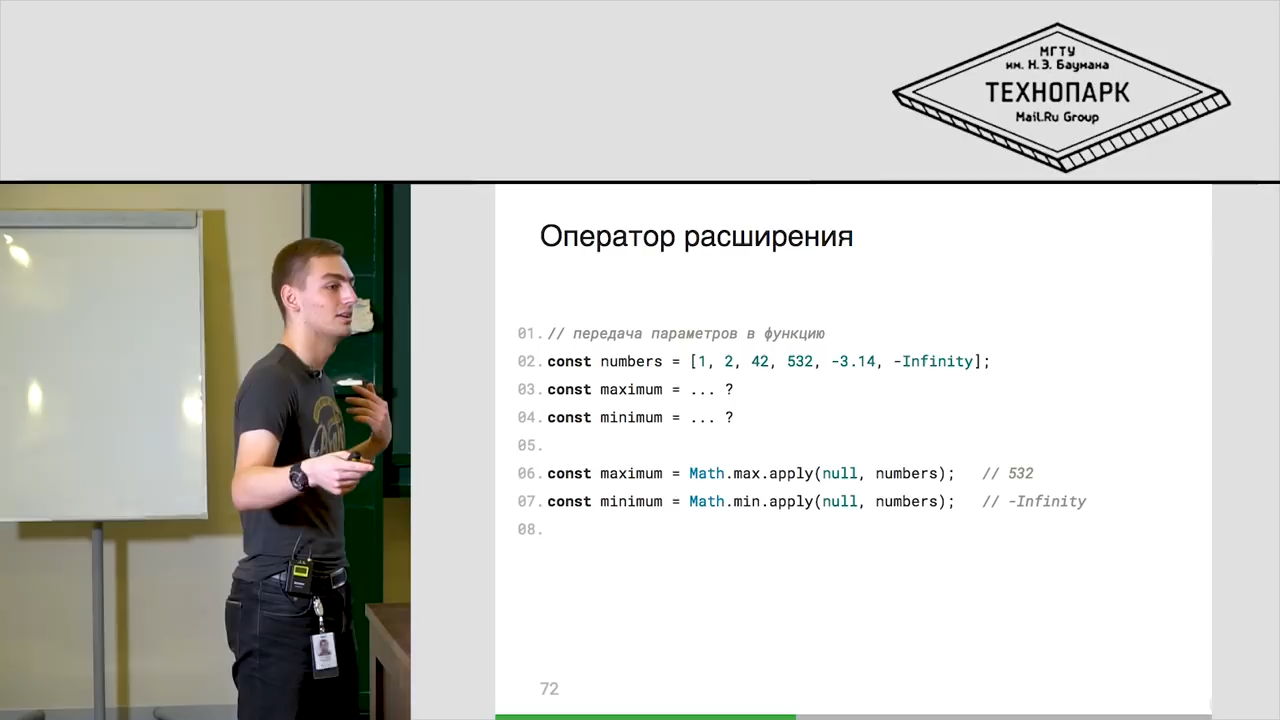 МГТУ
им. Н.Э. Баумана
ТЕХНОПАРК
Mail.Ru Group
Оператор расширения
01. // передача параметров в функцию
02. const numbers = [1, 2, 42, 532, -3.14, -Infinity];
03. const maximum = ... ?
04. const minimum = ... ?
05.
06. const maximum = Math.max.apply(null, numbers); // 532
07. const minimum = Math.min.apply(null, numbers); // -Infinity
08.
72